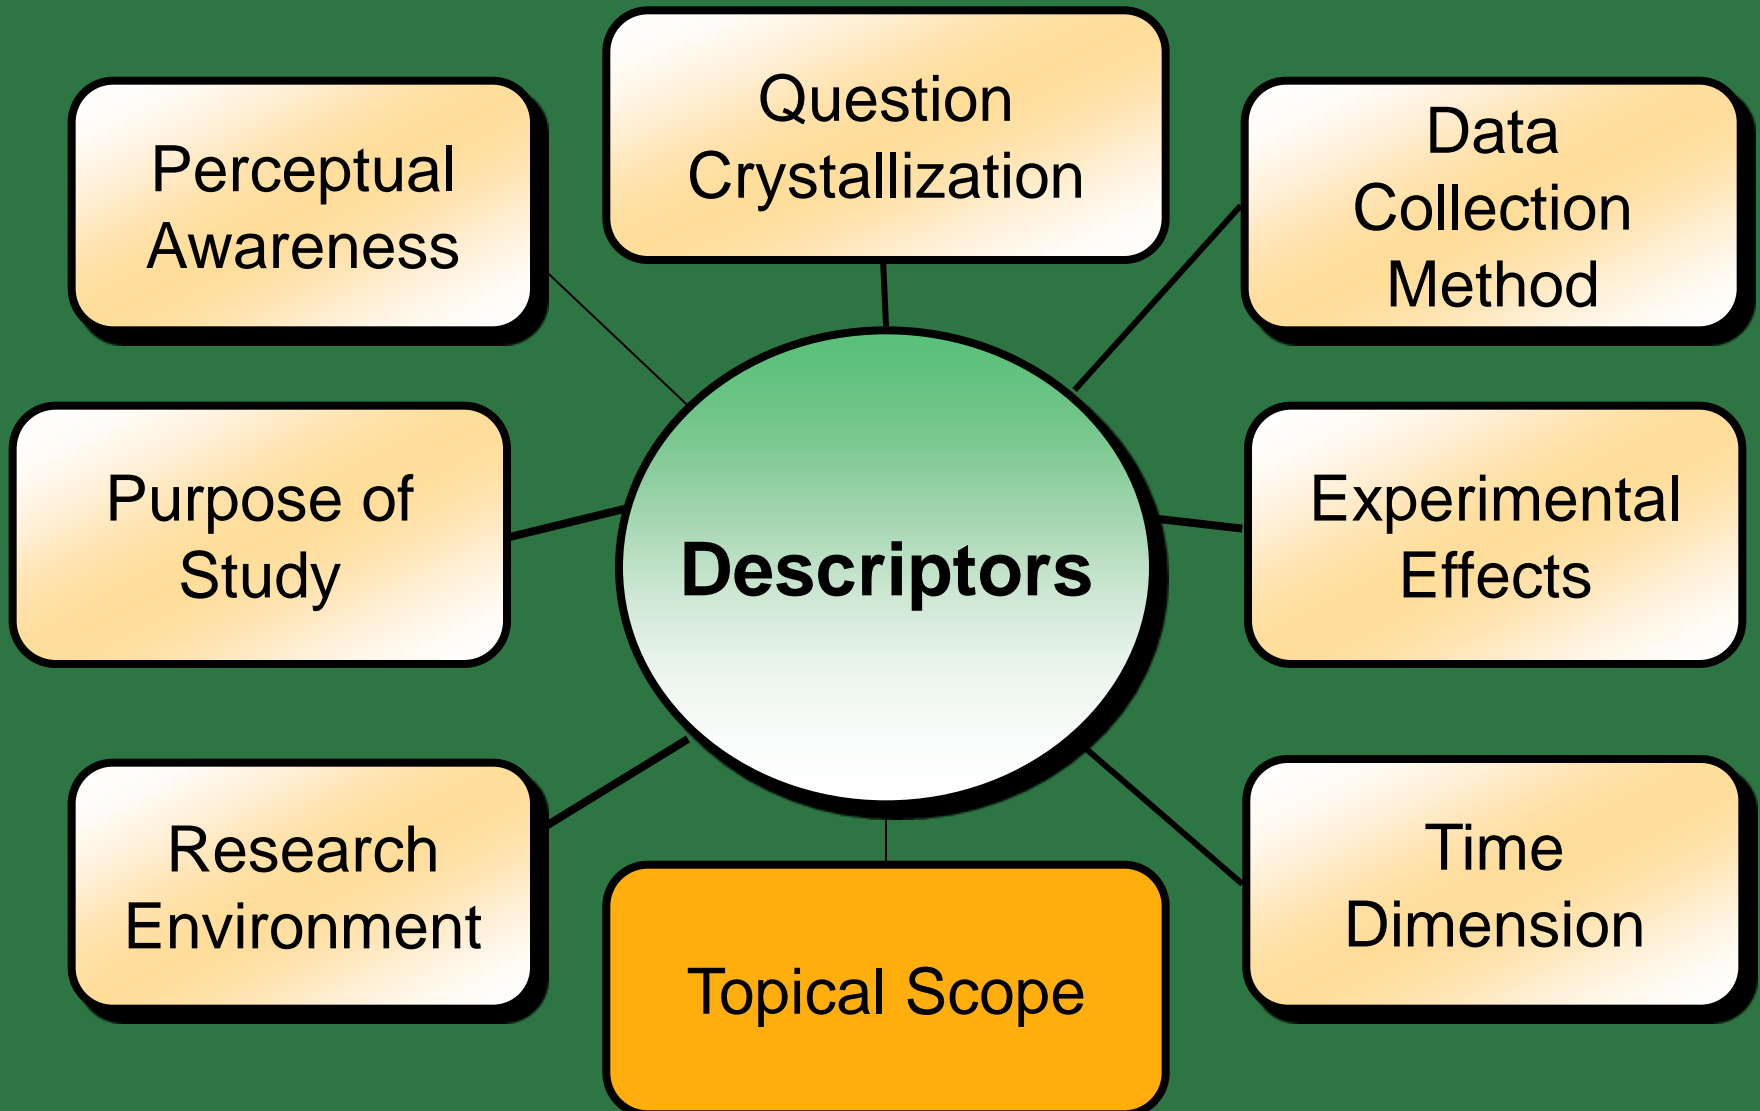 Question
Crystallization
Perceptual
Awareness
Data
Collection
Method
Purpose of
Study
Descriptors
Experimental
Effects
Research
Environment
Time
Dimension
Topical Scope